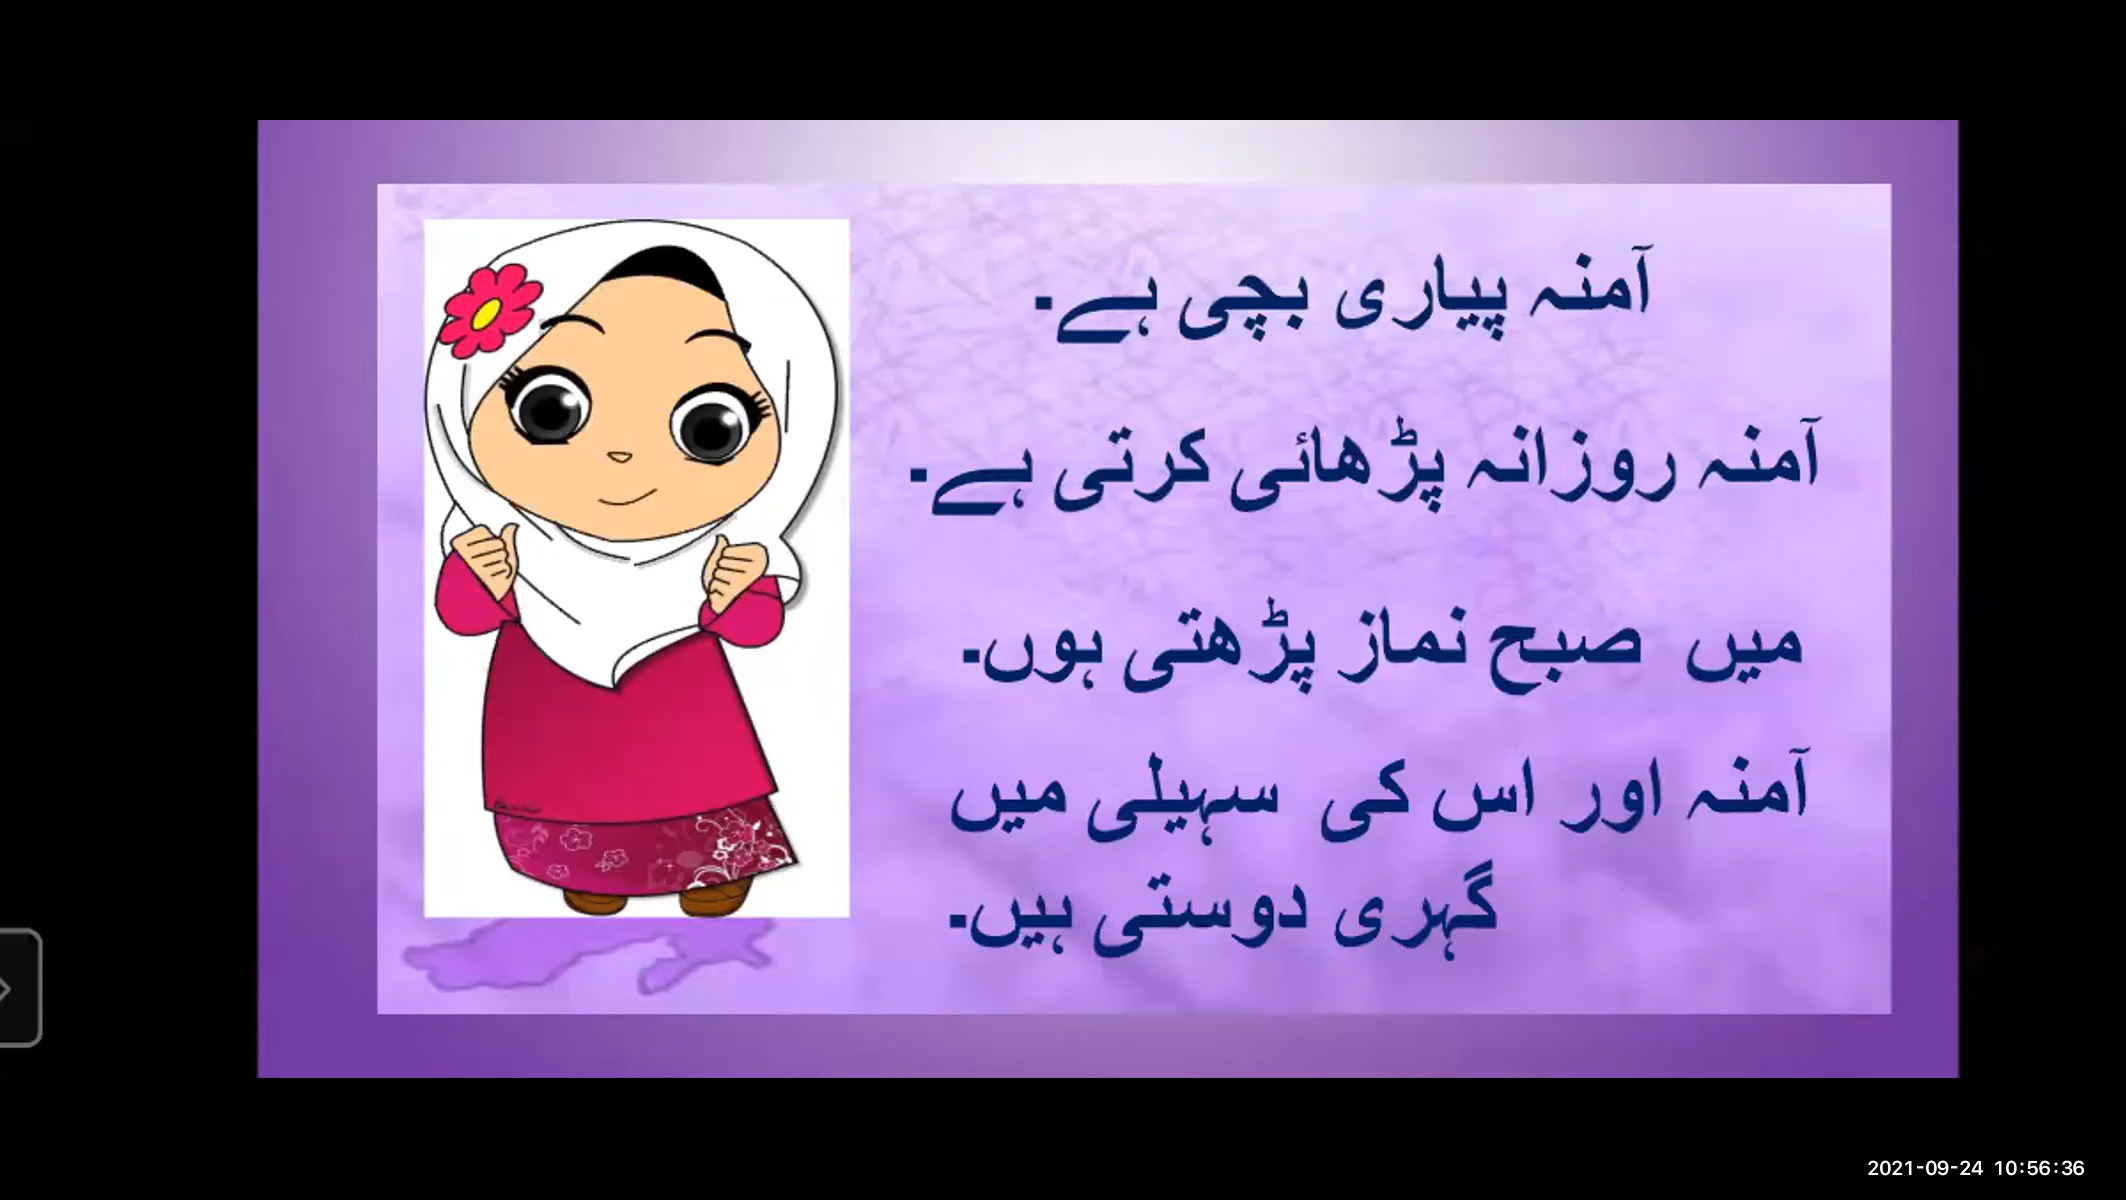 آمنہ پیاری بچی ہے۔
آمنہ روزانہ پڑھائی کرتی ہے۔
میں صبح نماز پڑھتی ہوں۔
آمنہ اور اس کی سہیلی میں
گہری دوستی ہیں۔
2021-09-24 10:56:36